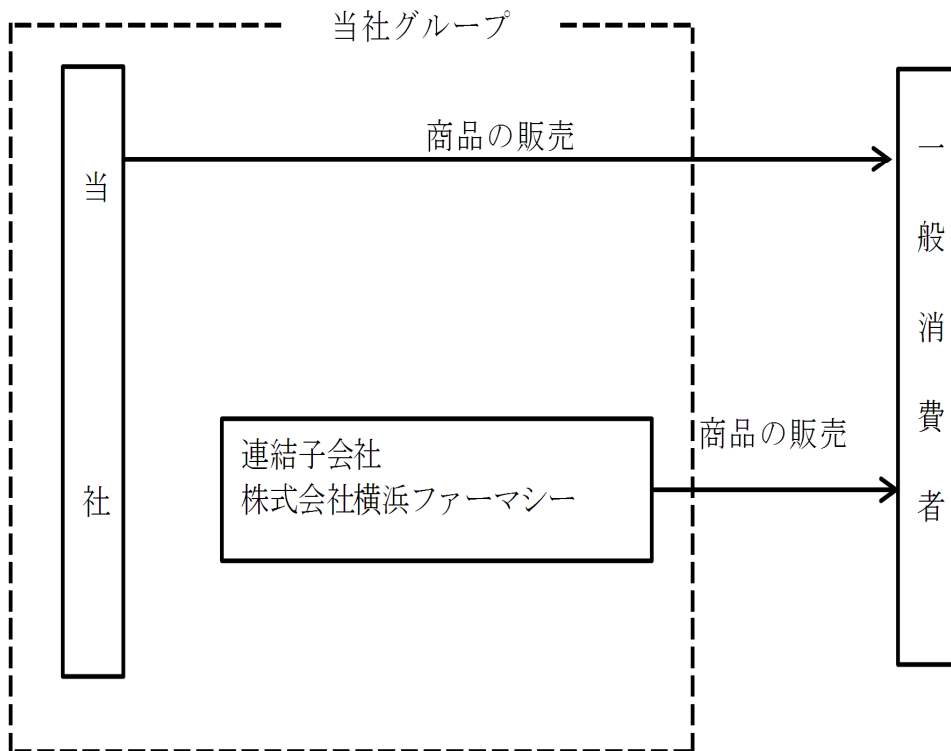 当社グループ
当社
商品の販売
一般消費者
連結子会社
株式会社横浜ファーマシー
商品の販売